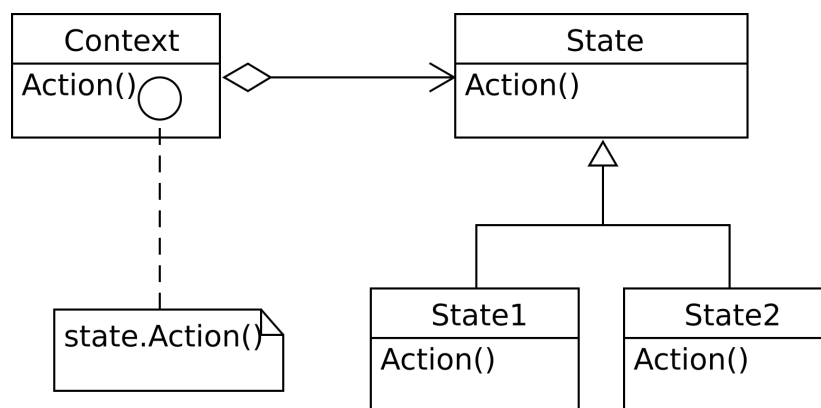 Context
Action()
State
Action()
state.Action()
State1
Action()
State2
Action()